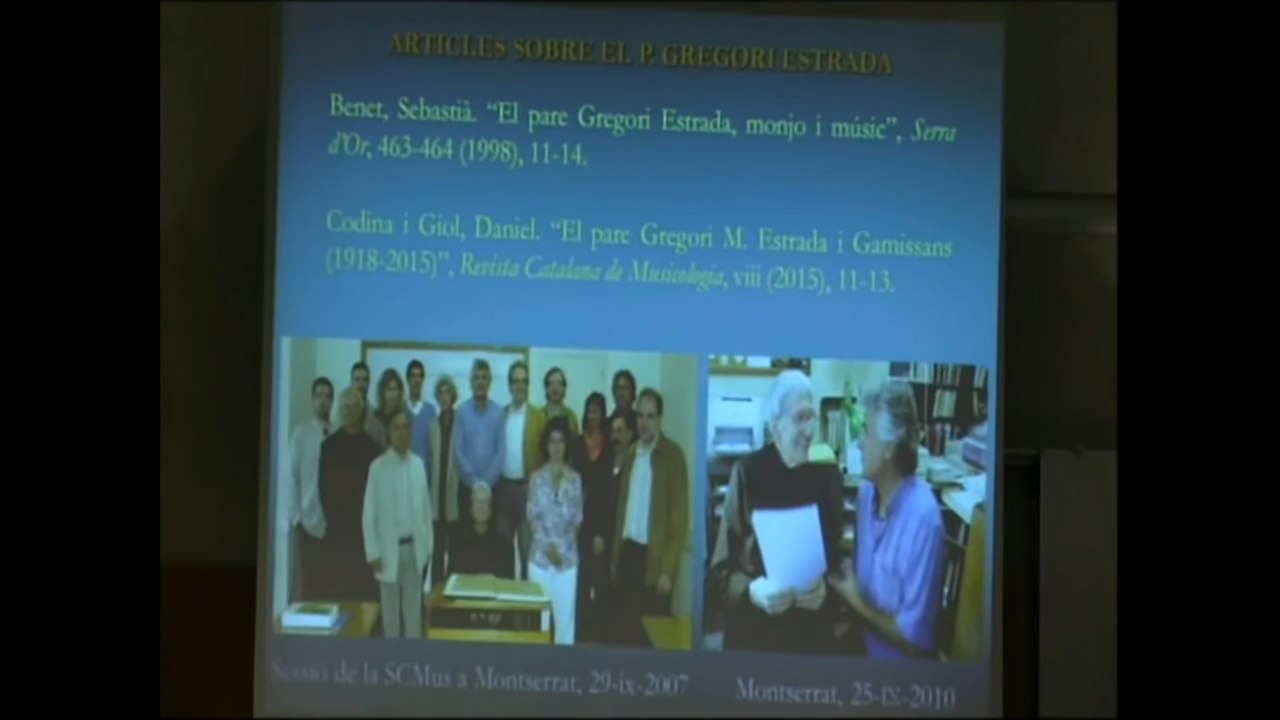 ARTICLES SOBRE EL P. GREGORI ESTRADA
Benet, Sebastià. “El pare Gregori Estrada, monjo i músic”, Serra
d’Or, 463-464 (1998), 11-14.
Codina i Giol, Daniel. “El pare Gregori M. Estrada i Gamissans
(1918-2015)”, Revista Catalana de Musicologia, viii (2015), 11-13.
Sessió de la SCMus a Montserrat, 29-ix-2007
Montserrat, 25-IX-2010